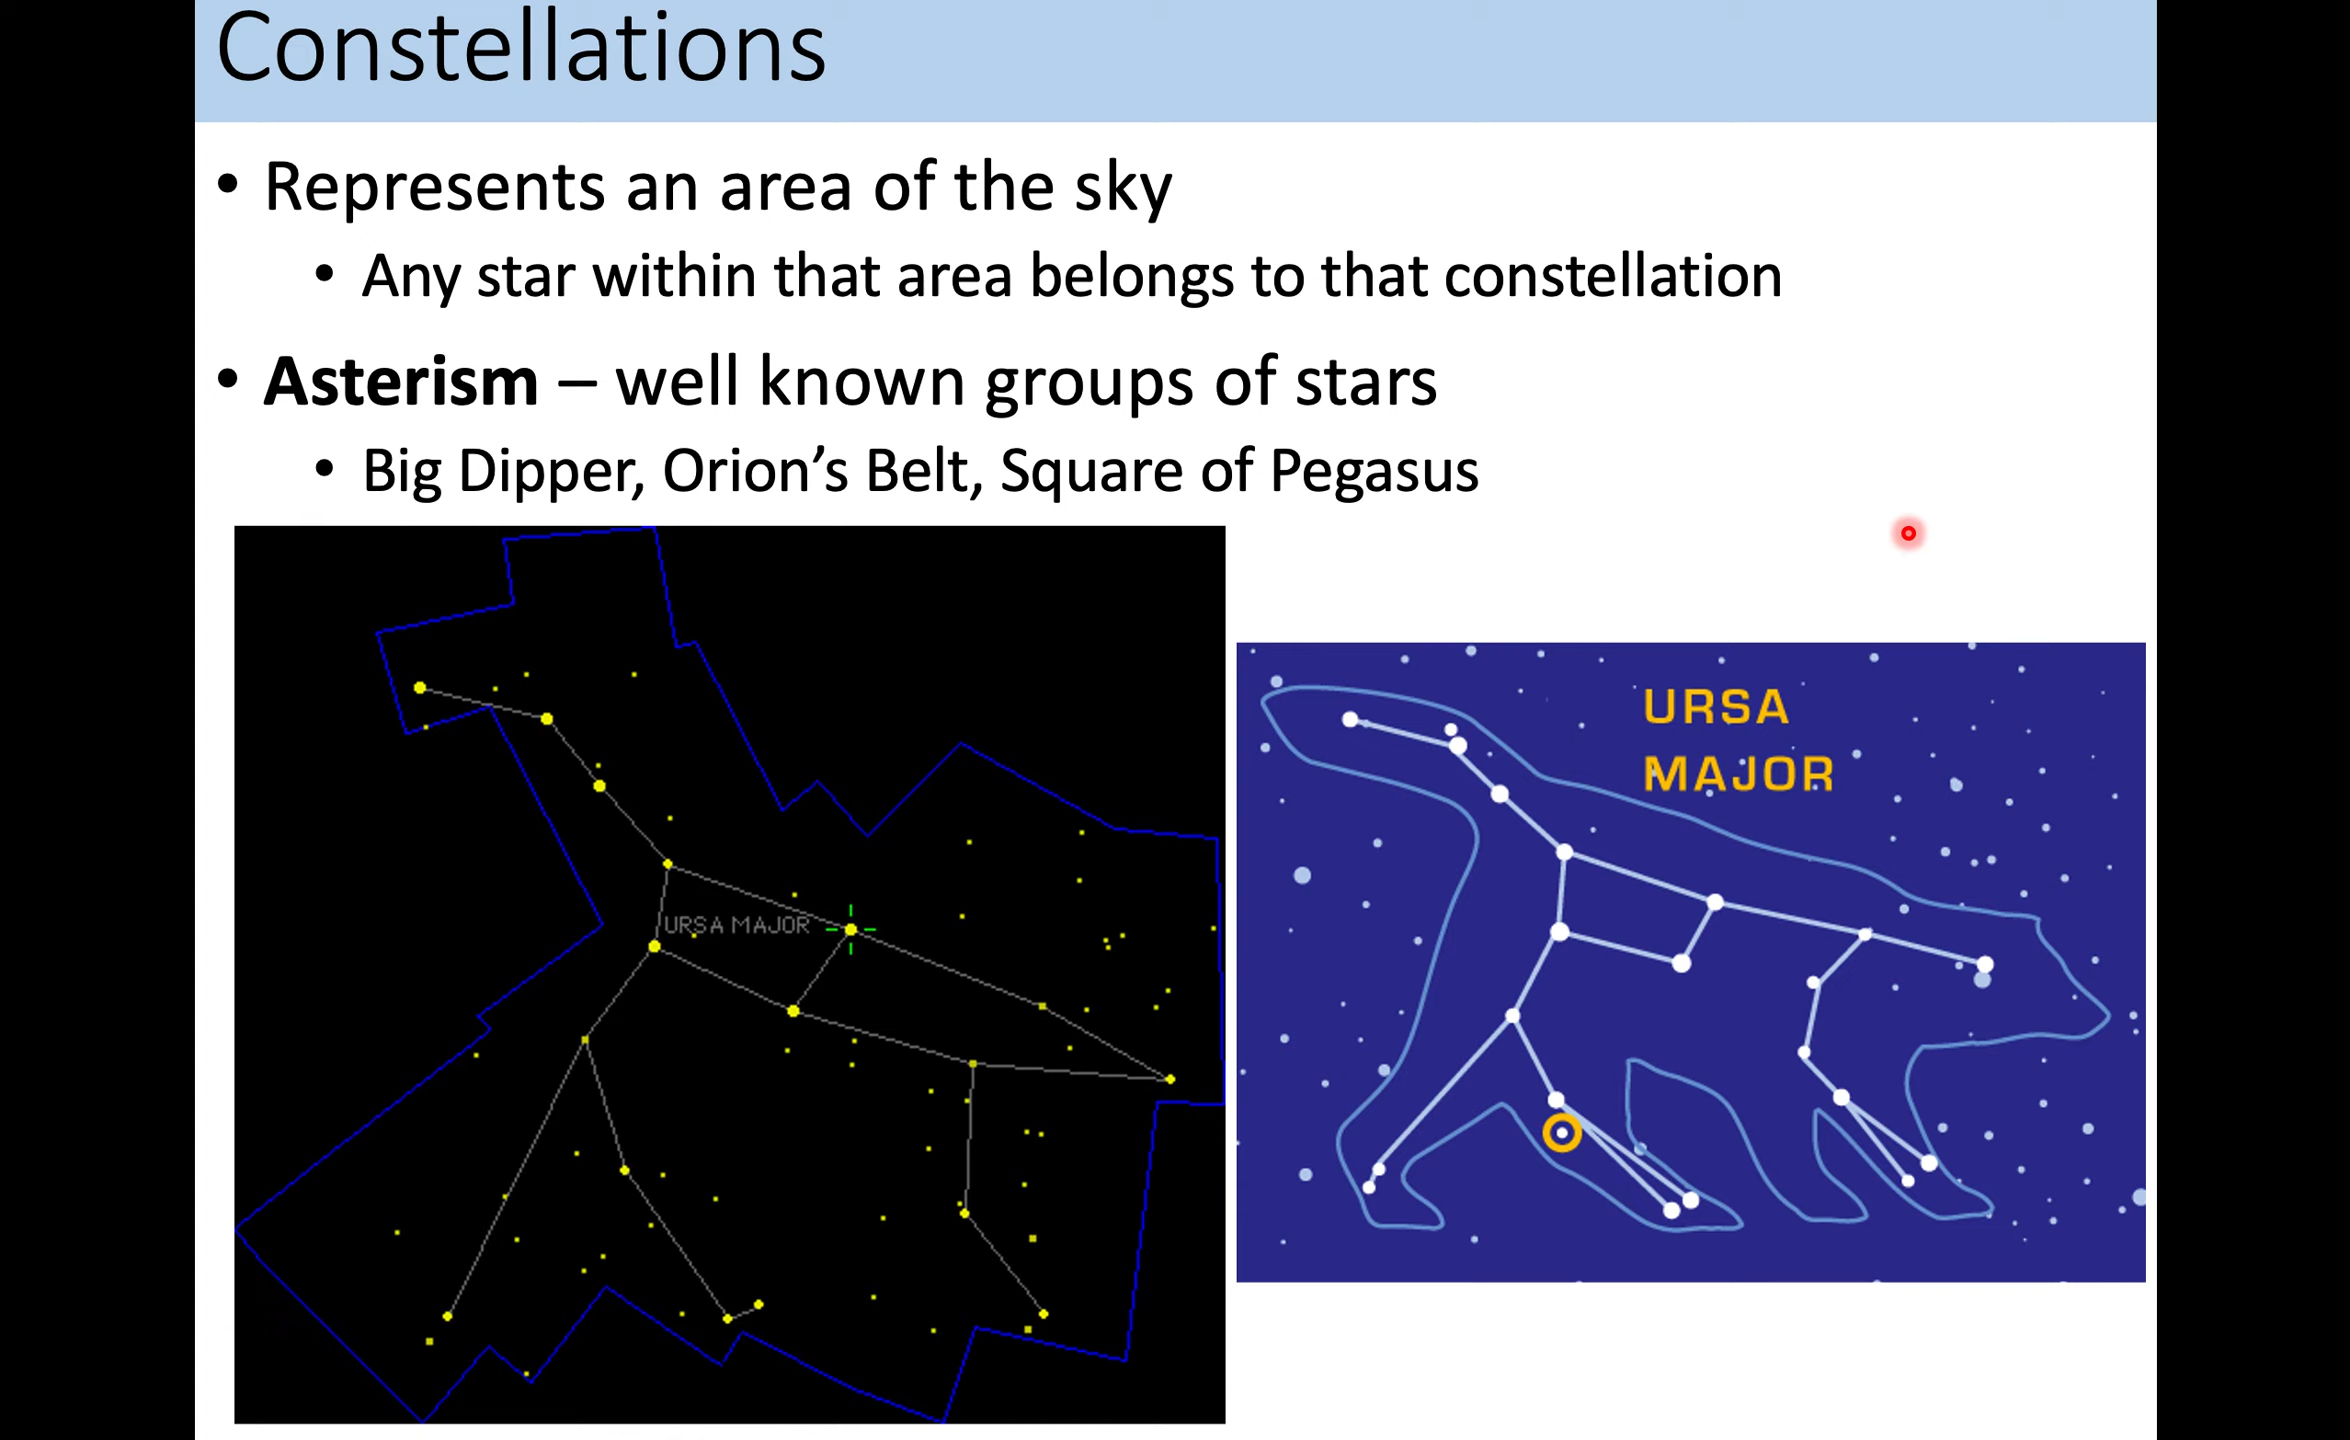 Constellations
• Represents an area of the sky
• Any star within that area belongs to that constellation
• Asterism – well known groups of stars
• Big Dipper, Orion’s Belt, Square of Pegasus
URSA MAJOR
URSA
MAJOR